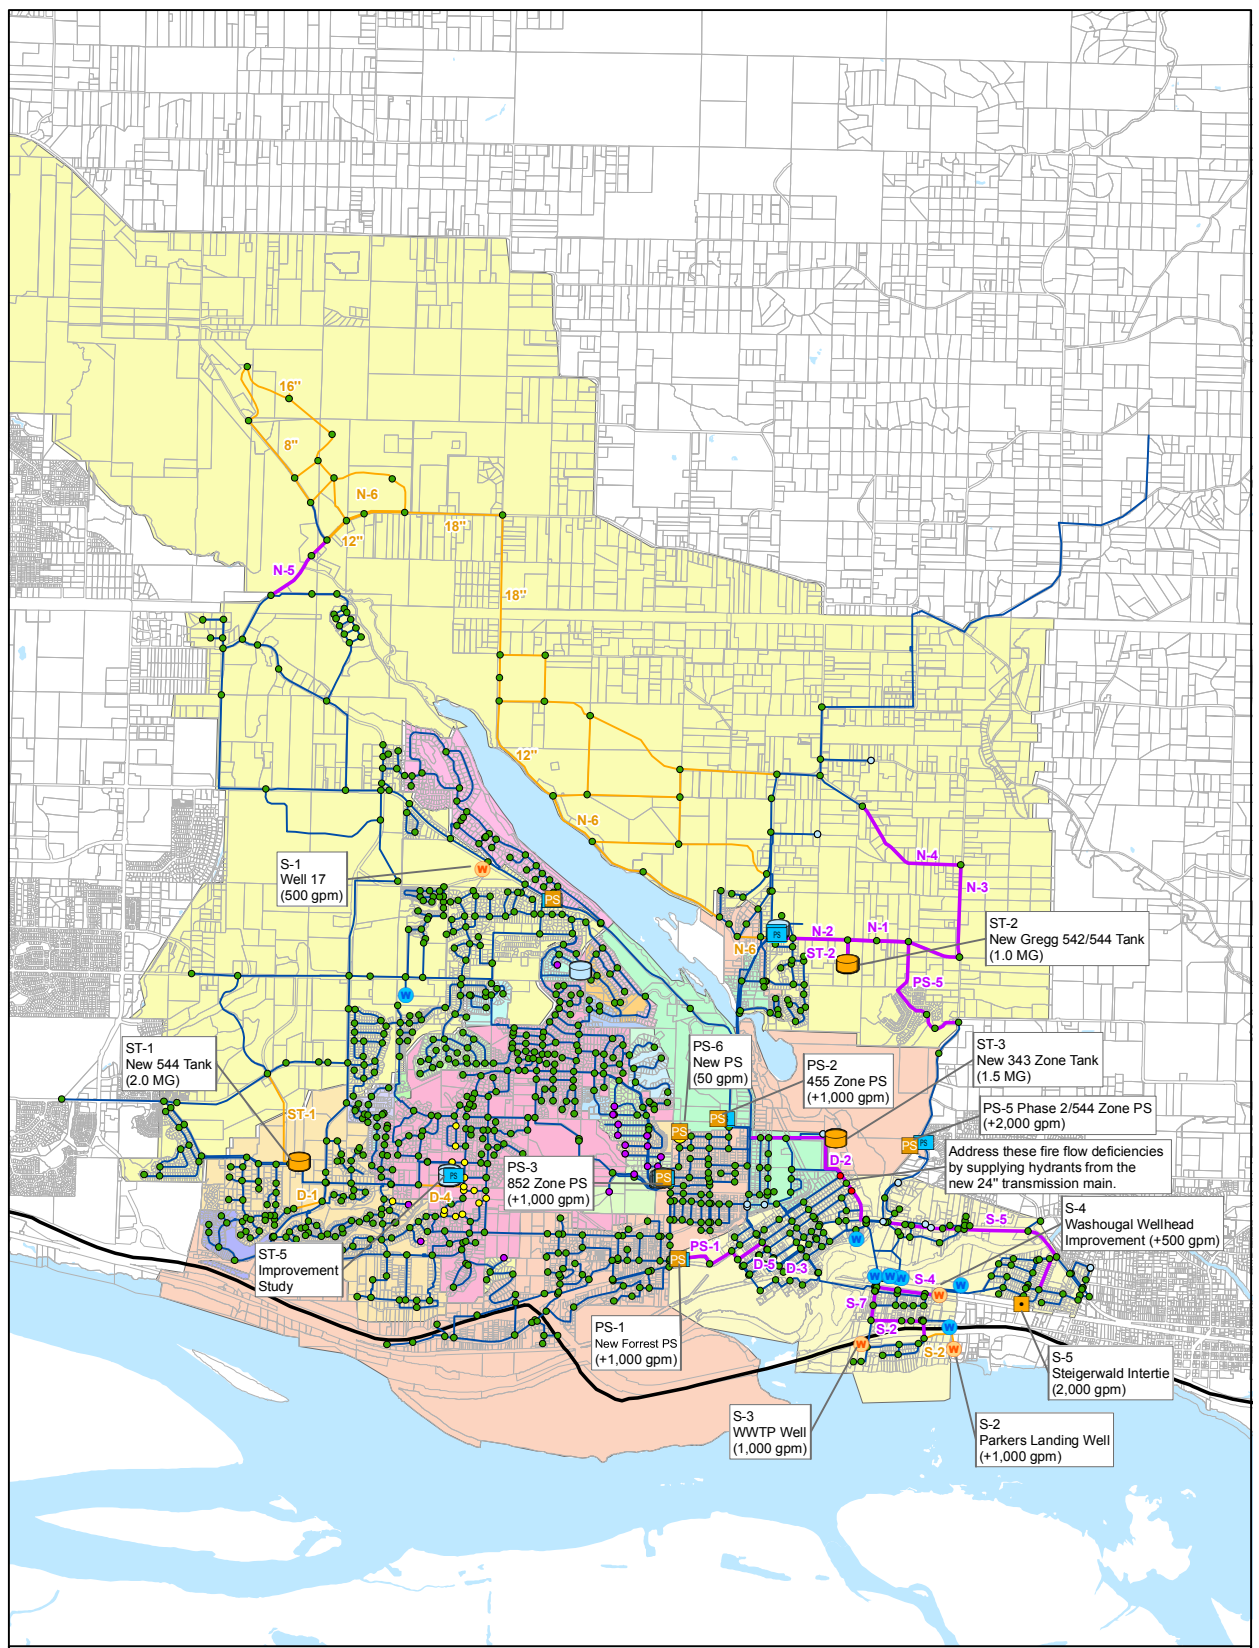 16"
8"
N-6
18"
12"
N-5
18"
12"
N-6
N-4
S-1
Well 17
(500 gpm)
W
PS
N-3
ST-2
New Gregg 542/544 Tank
(1.0 MG)
N-2
N-1
PS
N-6
ST-2
PS-5
W
ST-1
New 544 Tank
(2.0 MG)
PS-6
New PS
(50 gpm)
PS-2
455 Zone PS
(+1,000 gpm)
ST-3
New 343 Zone Tank
(1.5 MG)
PS-5 Phase 2/544 Zone PS
(+2,000 gpm)
ST-1
PS
PS
PS
PS
Address these fire flow deficiencies
by supplying hydrants from the
new 24" transmission main.
D-2
PS-3
852 Zone PS
(+1,000 gpm)
PS
PS
D-1
D-4
S-4
Washougal Wellhead
Improvement (+500 gpm)
S-5
W
ST-5
Improvement
Study
PS-1
PS
D-5
D-3
W
W
W
S-4
W
W
S-7
PS-1
New Forrest PS
(+1,000 gpm)
S-2
W
W
S-2
W
S-5
Steigerwald Intertie
(2,000 gpm)
S-3
WWTP Well
(1,000 gpm)
S-2
Parkers Landing Well
(+1,000 gpm)